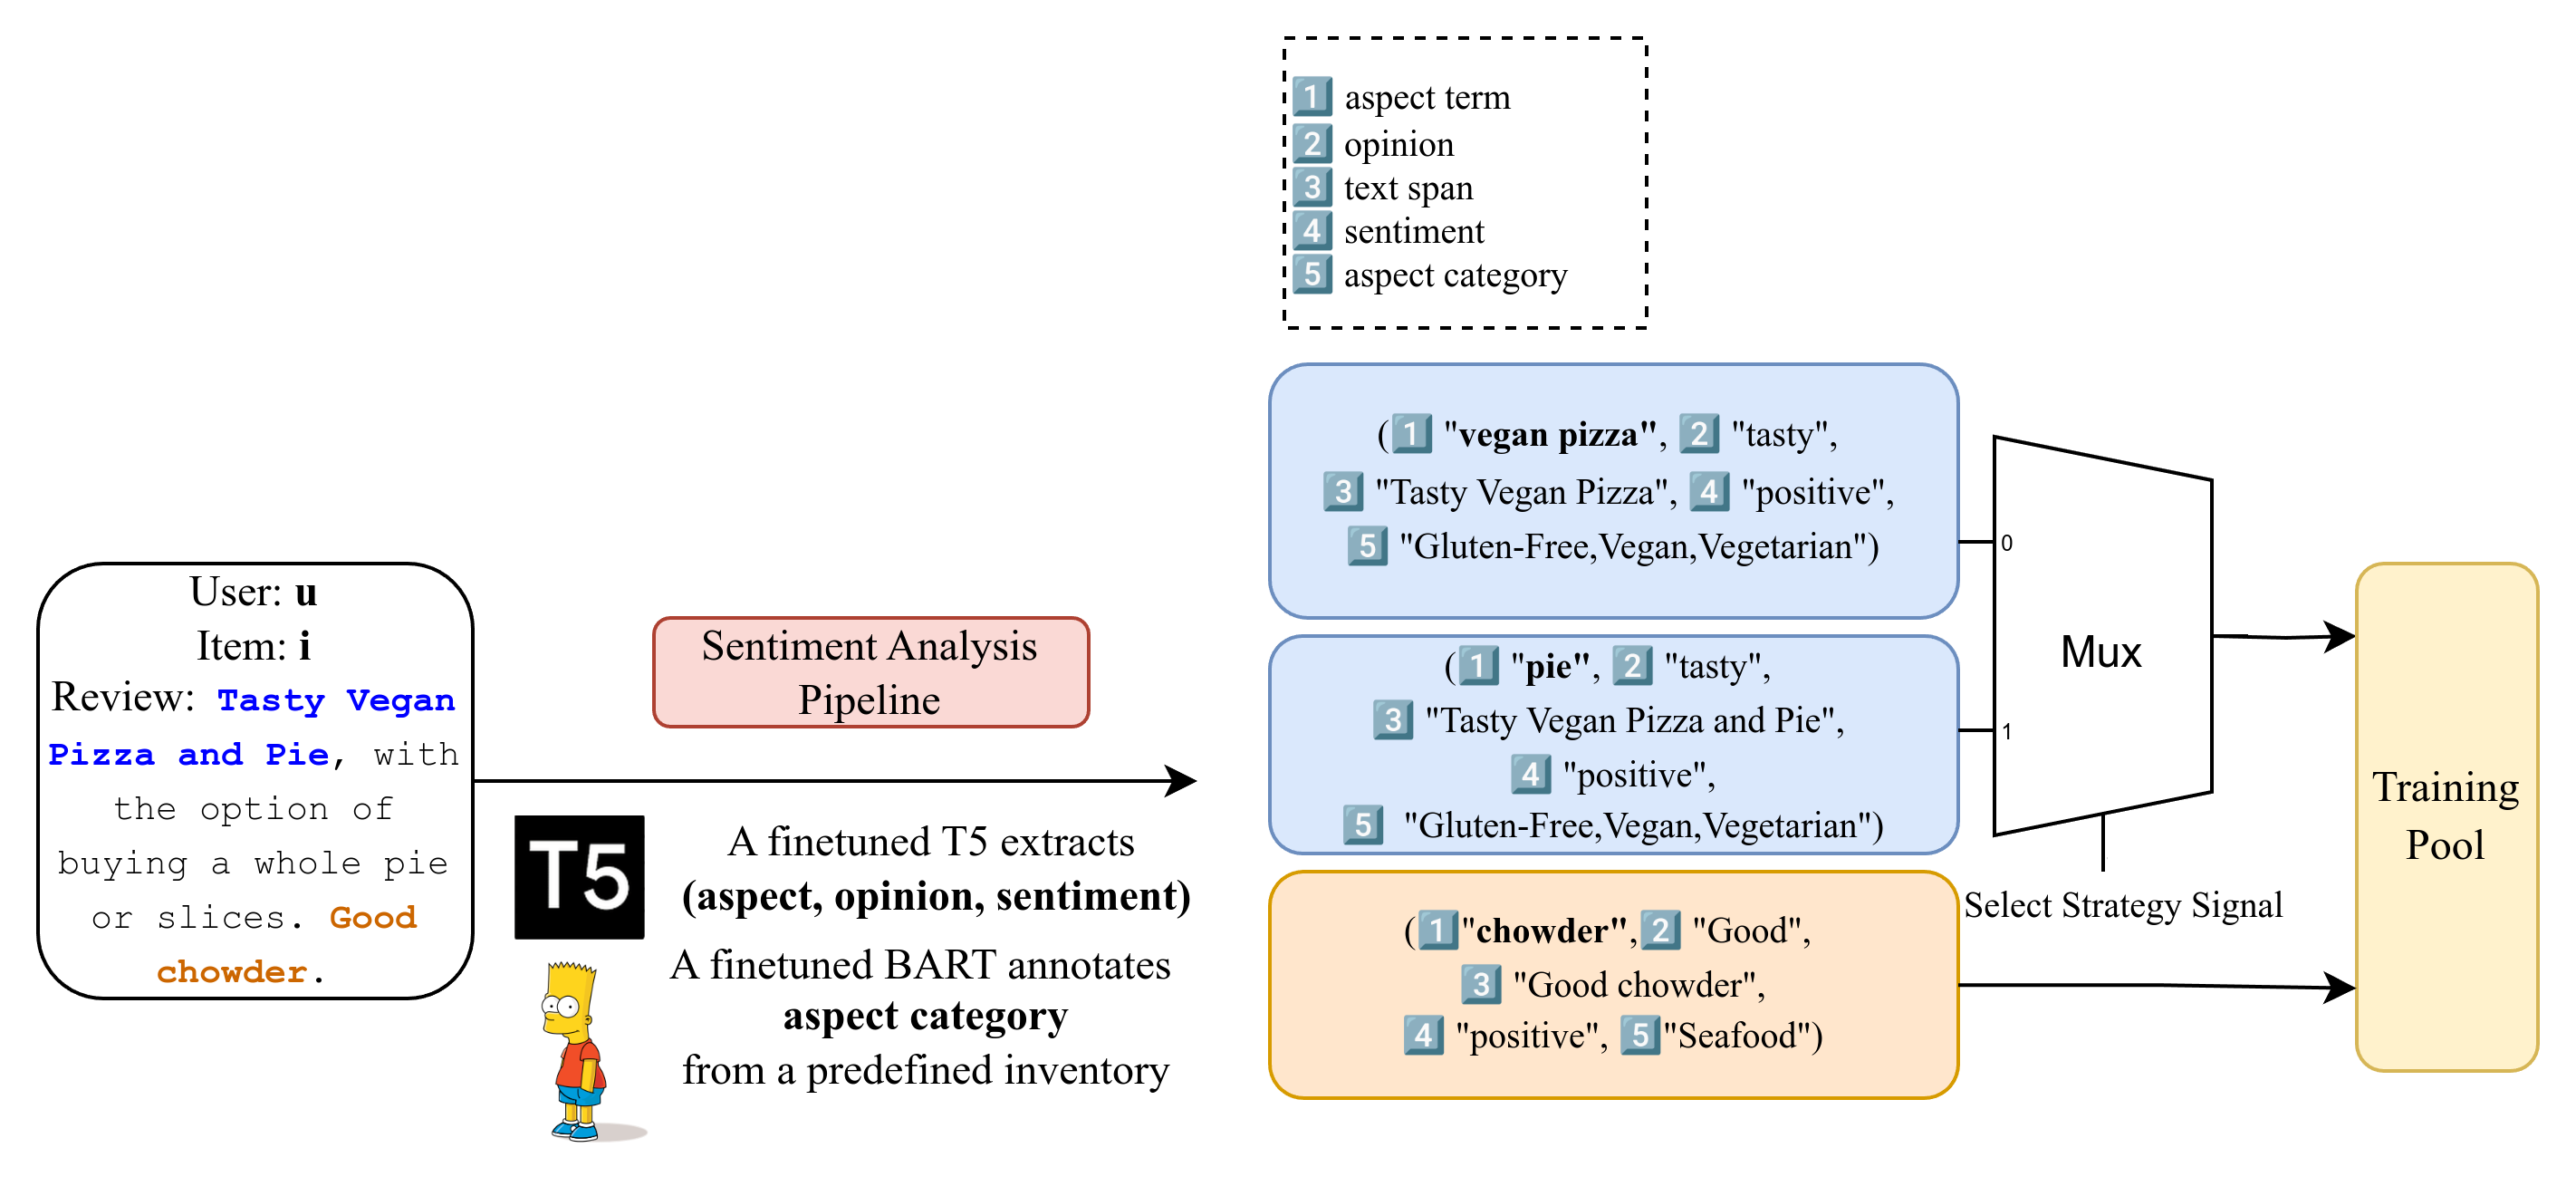 1 aspect term
2 opinion
3 text span
4 sentiment
5 aspect category
User: u
Item: i
Review: Tasty Vegan
Pizza and Pie, with
the option of
buying a whole pie
or slices. Good
chowder.
Sentiment Analysis
Pipeline
T5
A finetuned T5 extracts
(aspect, opinion, sentiment)
A finetuned BART annotates
aspect category
from a predefined inventory
(1 "vegan pizza", 2 "tasty",
3 "Tasty Vegan Pizza", 4 "positive",
5 "Gluten-Free,Vegan,Vegetarian")
(1 "pie", 2 "tasty",
3 "Tasty Vegan Pizza and Pie",
4 "positive",
5 "Gluten-Free,Vegan,Vegetarian")
(1"chowder",2 "Good",
3 "Good chowder",
4 "positive", 5"Seafood")
0
1
Mux
Select Strategy Signal
Training
Pool